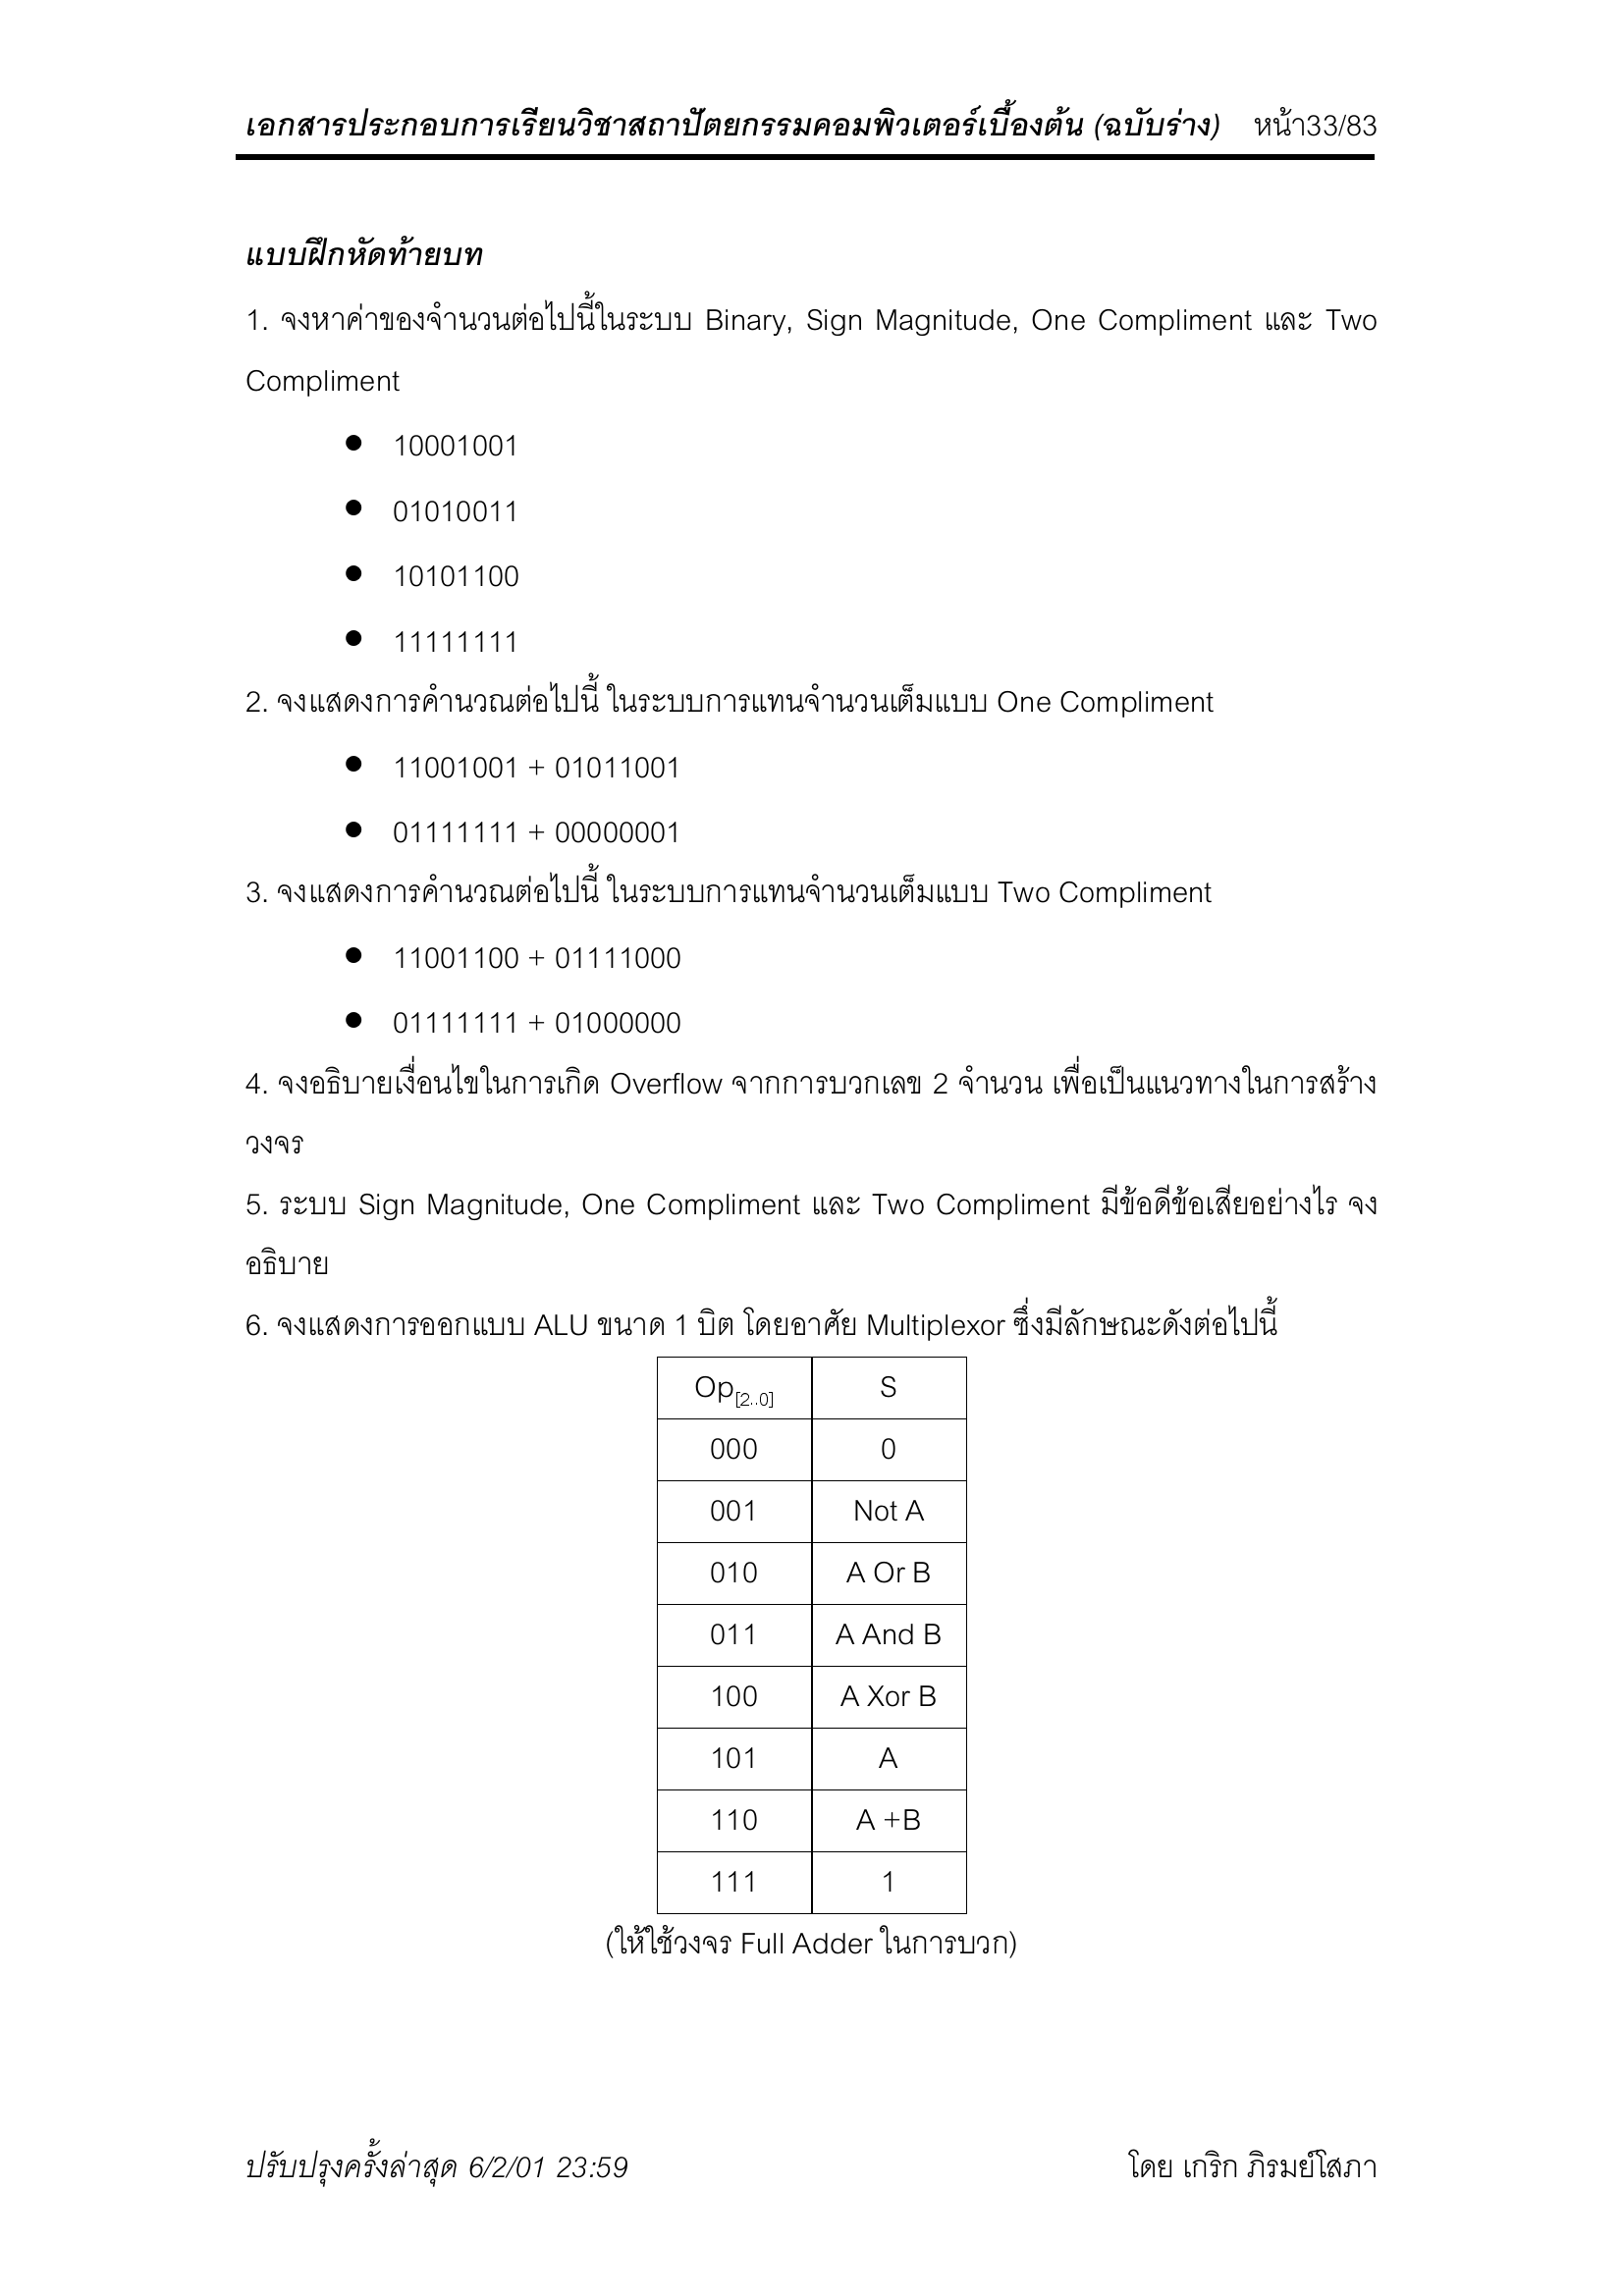 เอกสารประกอบการเรียนวิชาสถาปัตยกรรมคอมพิวเตอร์เบื้องต้น (ฉบับร่าง) หน้า33/83
แบบฝึกหัดท้ายบท
1. จงหาค่าของจำนวนต่อไปนี้ในระบบ Binary, Sign Magnitude, One Compliment และ Two
Compliment
● 10001001
● 01010011
● 10101100
● 11111111
2. จงแสดงการคำนวณต่อไปนี้ ในระบบการแทนจำนวนเต็มแบบ One Compliment
● 11001001 + 01011001
● 01111111 + 00000001
3. จงแสดงการคำนวณต่อไปนี้ ในระบบการแทนจำนวนเต็มแบบ Two Compliment
● 11001100 + 01111000
● 01111111 + 01000000
4. จงอธิบายเงื่อนไขในการเกิด Overflow จากการบวกเลข 2 จำนวน เพื่อเป็นแนวทางในการสร้าง
วงจร
5. ระบบ Sign Magnitude, One Compliment และ Two Compliment มีข้อดีข้อเสียอย่างไร จง
อธิบาย
6. จงแสดงการออกแบบ ALU ขนาด 1 บิต โดยอาศัย Multiplexor ซึ่งมีลักษณะดังต่อไปนี้
Op[2..0] S
000 0
001 Not A
010 A Or B
011 A And B
100 A Xor B
101 A
110 A +B
111 1
(ให้ใช้วงจร Full Adder ในการบวก)
ปรับปรุงครั้งล่าสุด 6/2/01 23:59 โดย เกริก ภิรมย์โสภา